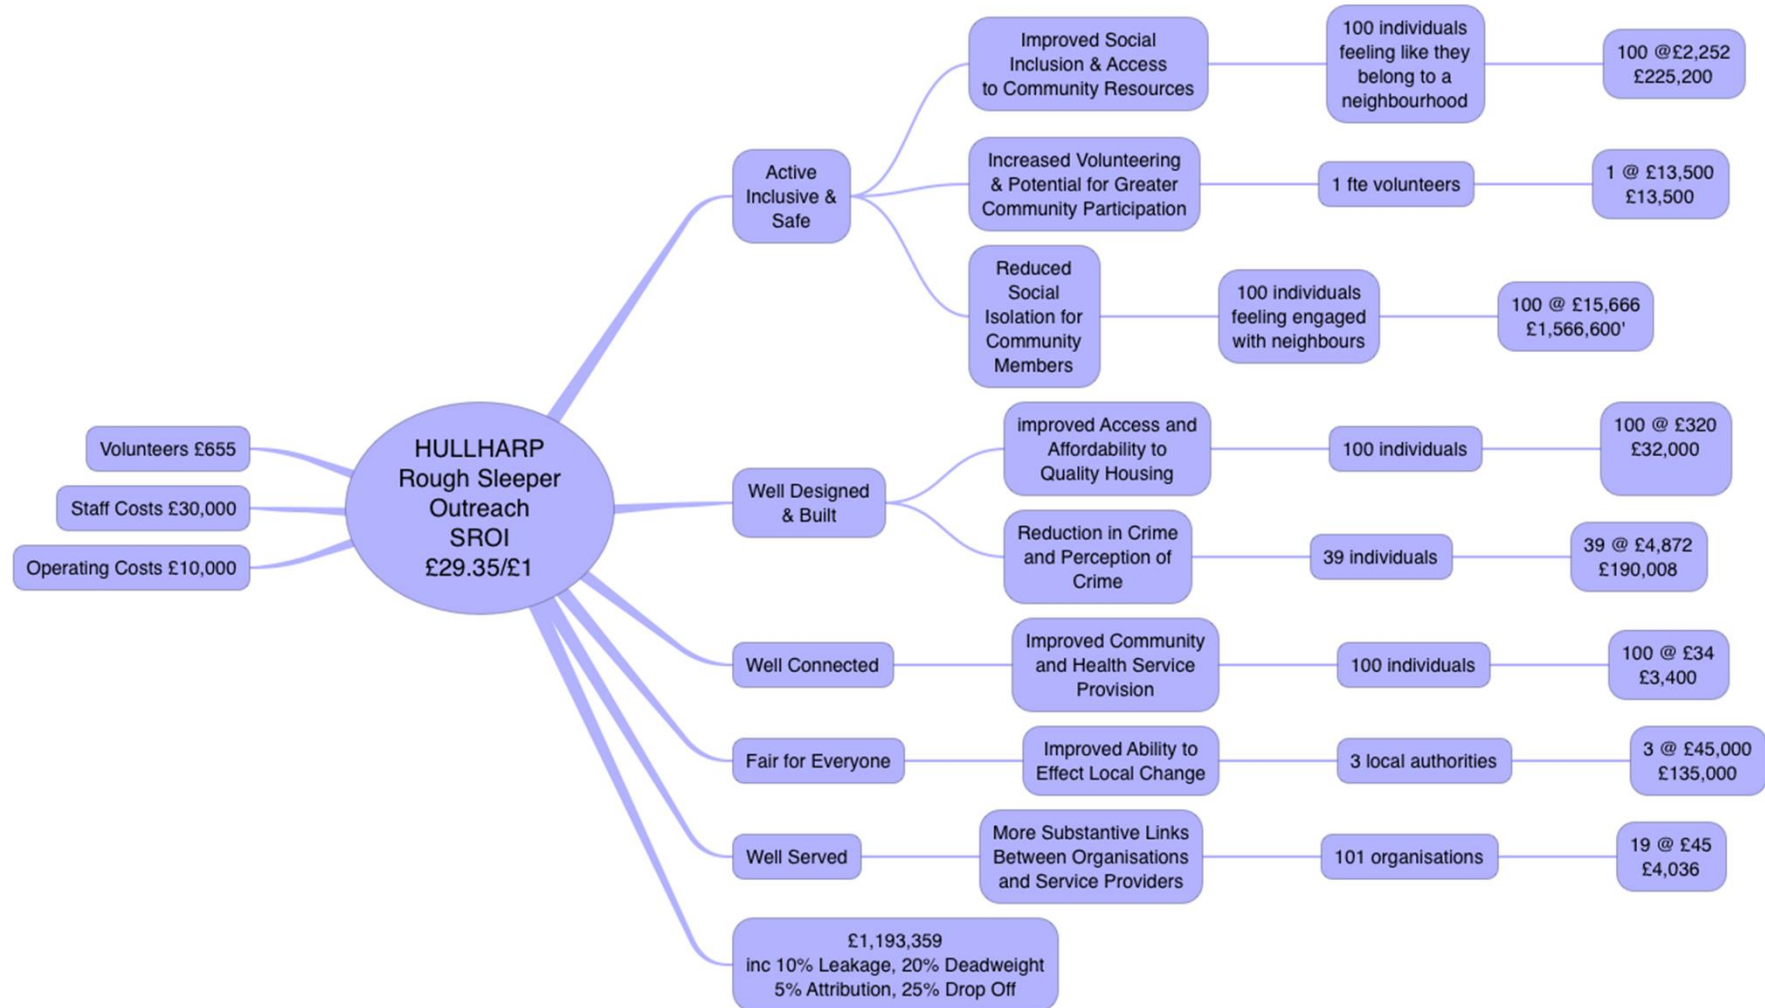 Volunteers £655
Staff Costs £30,000
Operating Costs £10,000
HULLHARP
Rough Sleeper
Outreach
SROI
£29.35/£1
Active
Inclusive &
Safe
Improved Social
Inclusion & Access
to Community Resources
100 individuals
feeling like they
belong to a
neighbourhood
100 @£2,252
£225,200
Increased Volunteering
& Potential for Greater
Community Participation
1 fte volunteers
1 @ £13,500
£13,500
Reduced
Social
Isolation for
Community
Members
100 individuals
feeling engaged
with neighbours
100 @ £15,666
£1,566,600'
Well Designed
& Built
improved Access and
Affordability to
Quality Housing
100 individuals
100 @ £320
£32,000
Reduction in Crime
and Perception of
Crime
39 individuals
39 @ £4,872
£190,008
Well Connected
Improved Community
and Health Service
Provision
100 individuals
100 @ £34
£3,400
Fair for Everyone
Improved Ability to
Effect Local Change
3 local authorities
3 @ £45,000
£135,000
Well Served
More Substantive Links
Between Organisations
and Service Providers
101 organisations
19 @ £45
£4,036
£1,193,359
inc 10% Leakage, 20% Deadweight
5% Attribution, 25% Drop Off